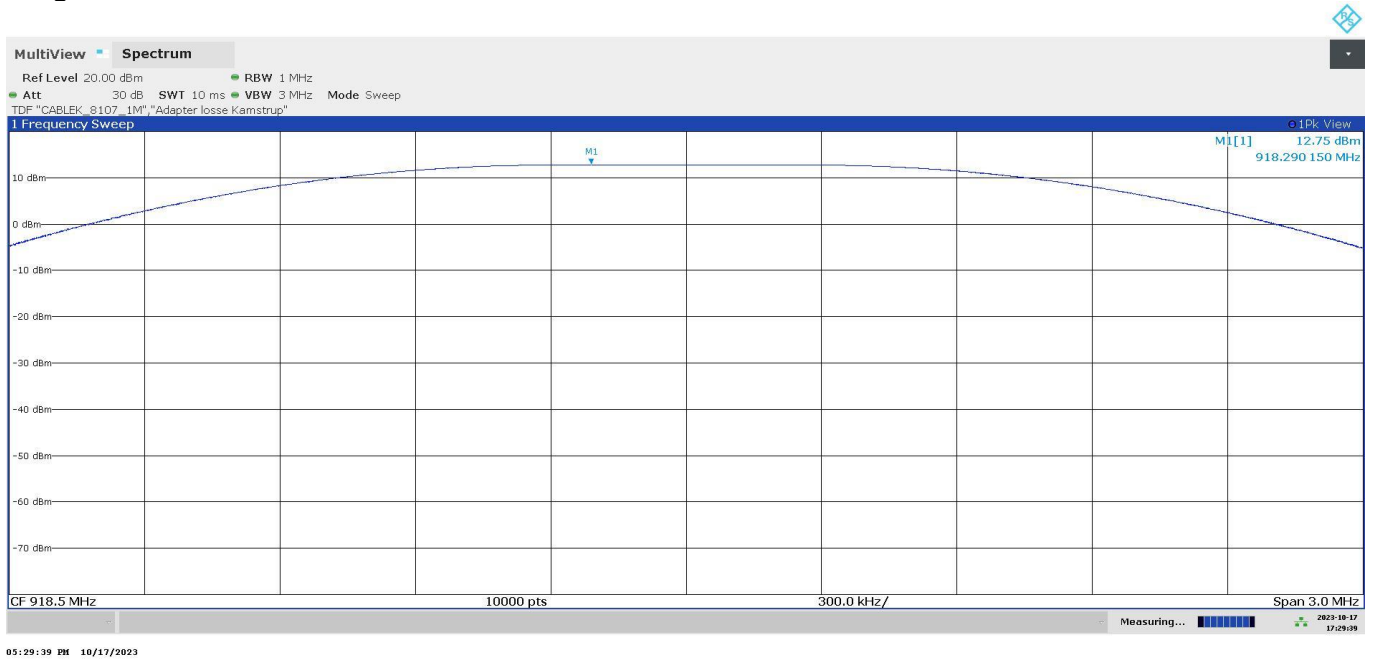 R&S
MultiView Spectrum
Ref Level 20.00 dBm RBW 1 MHz
Att 30 dB SWT 10 ms VBW 3 MHz Mode Sweep
TDF "CABLEK_8107_1M","Adapter losse Kamstrup"
1 Frequency Sweep 1Pk View
M1[1] 12.75 dBm
918.290 150 MHz
M1
10 dBm
0 dBm
-10 dBm
-20 dBm
-30 dBm
-40 dBm
-50 dBm
-60 dBm
-70 dBm
CF 918.5 MHz 10000 pts 300.0 kHz/ Span 3.0 MHz
Measuring... 2023-10-17
17:29:39
05:29:39 PM 10/17/2023